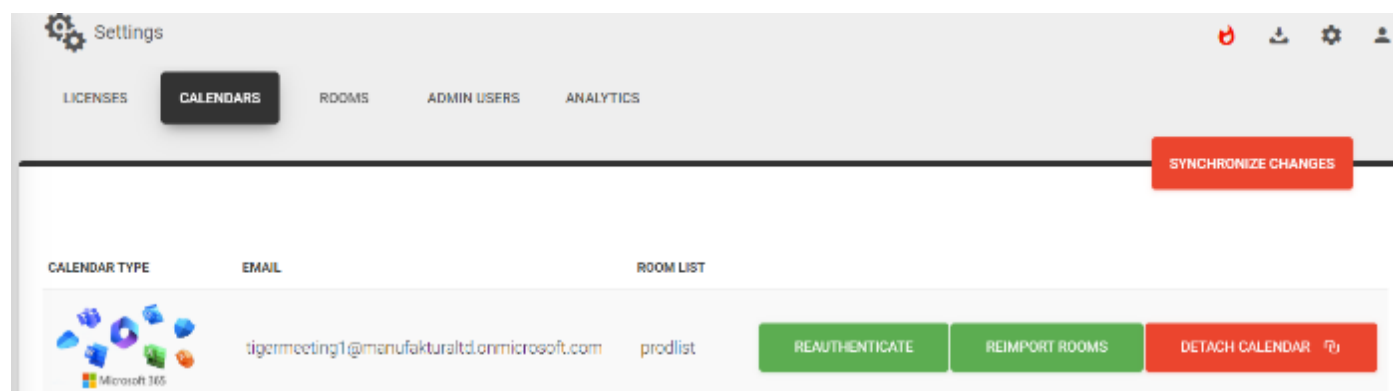 Settings
LICENSES CALENDARS ROOMS ADMIN USERS ANALYTICS
SYNCHRONIZE CHANGES
CALENDAR TYPE EMAIL ROOM LIST
tigermeeting1@manufakturaltd.onmicrosoft.com prodlist REAUTHENTICATE REIMPORT ROOMS DETACH CALENDAR
Microsoft 365